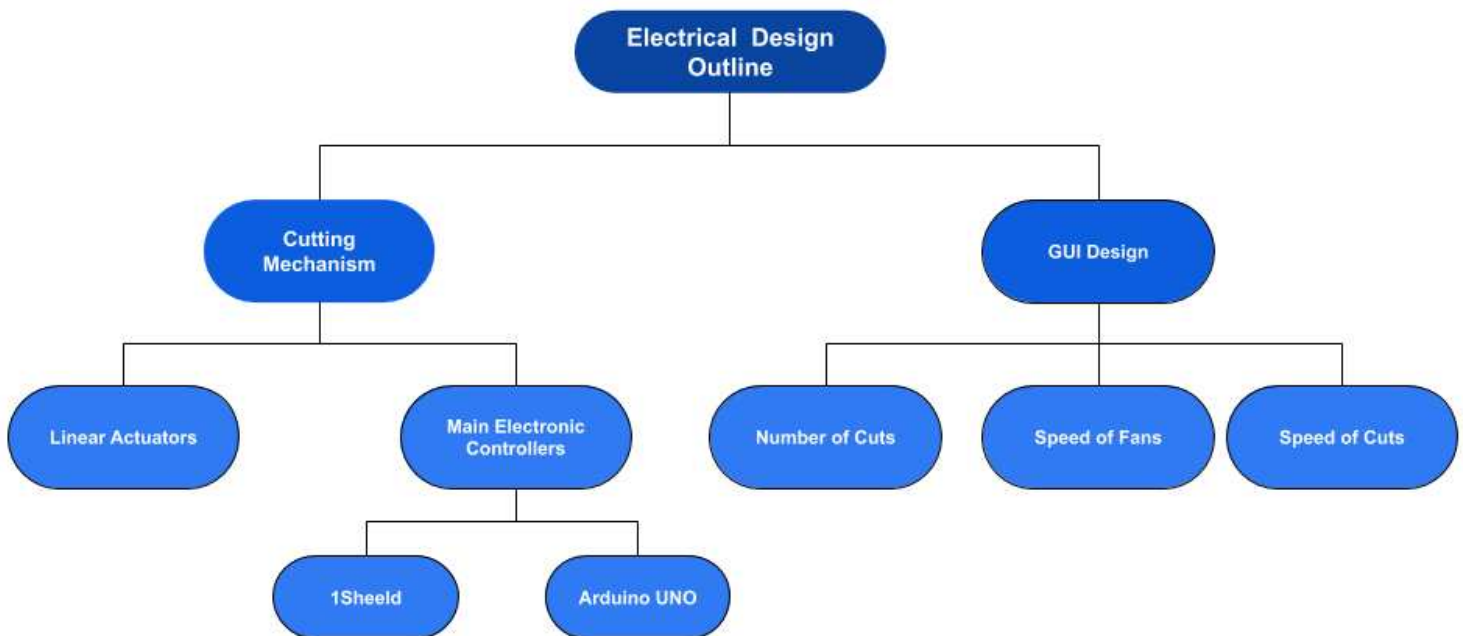 Electrical Design
Outline
Cutting
Mechanism
GUI Design
Linear Actuators
Main Electronic
Controllers
Number of Cuts
Speed of Fans
Speed of Cuts
1Sheeld
Arduino UNO